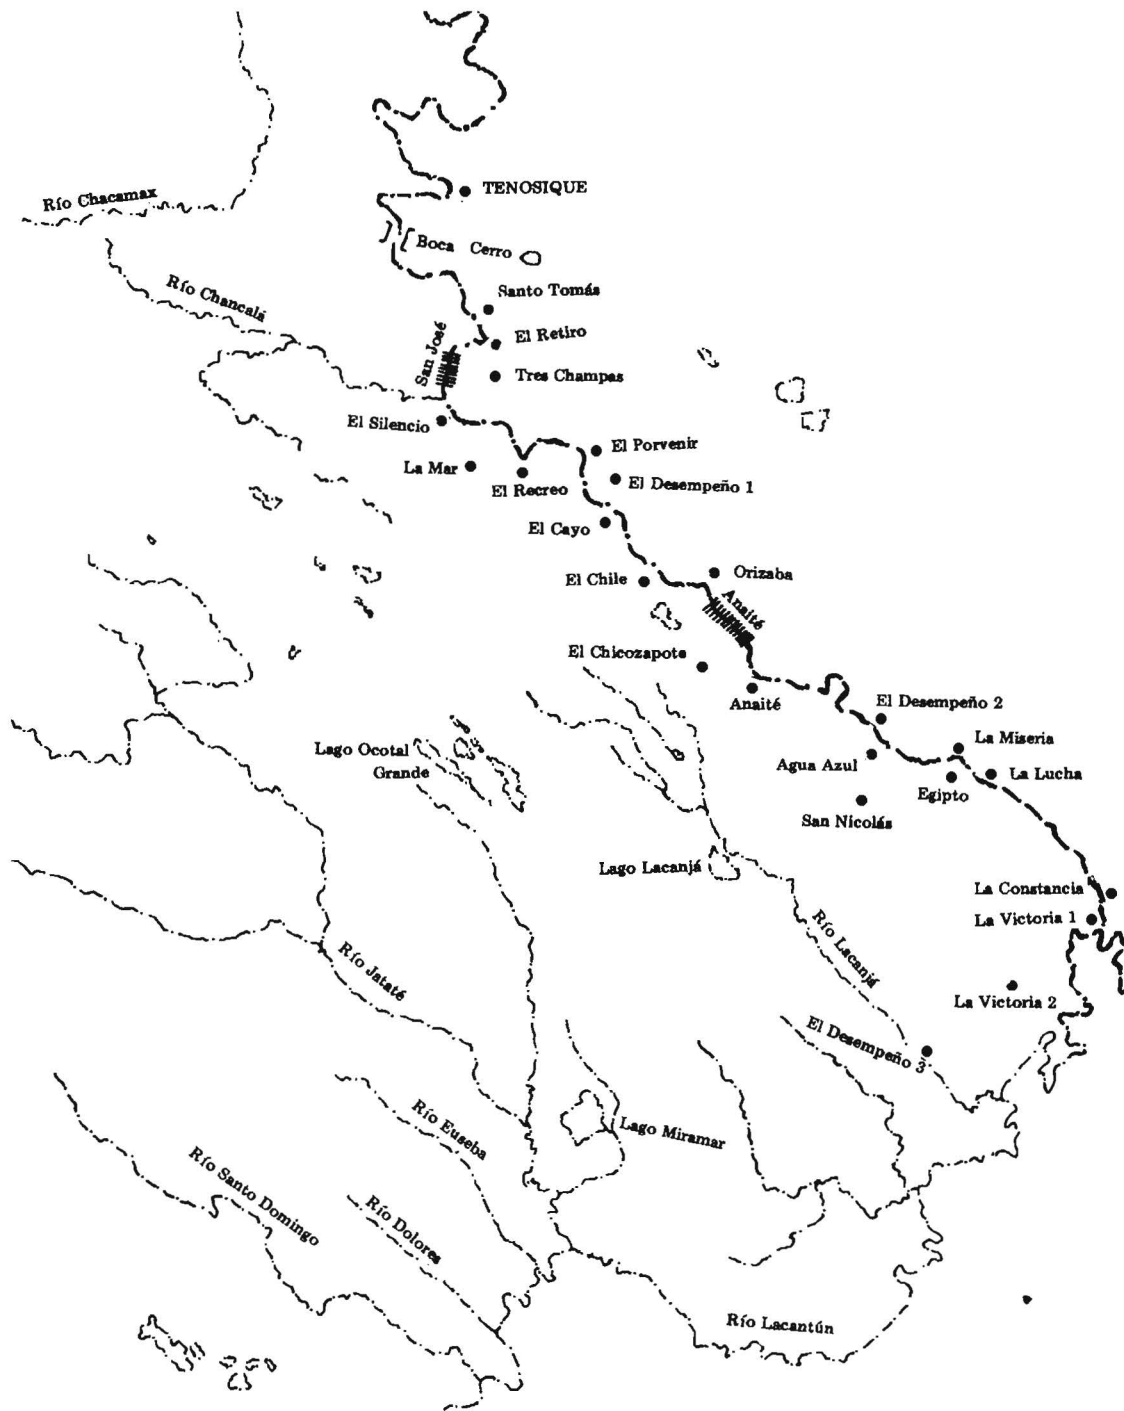 TENOSIQUE
Río Chacamax
Boca Cerro
Río Chancalá
Santo Tomás
El Retiro
San José
Tres Champas
El Silencio
El Porvenir
La Mar
El Recreo
El Desempeño 1
El Cayo
El Chile
Orizaba
Anaité
El Chicozapote
Anaité
El Desempeño 2
La Miseria
Lago Ocotal
Grande
Agua Azul
La Lucha
Egipto
San Nicolás
Lago Lacanjá
La Constancia
La Victoria 1
Río Lacanjá
Río Jataté
La Victoria 2
El Desempeño 3
Río Euseba
Lago Miramar
Río Santo Domingo
Río Dolores
Río Lacantún